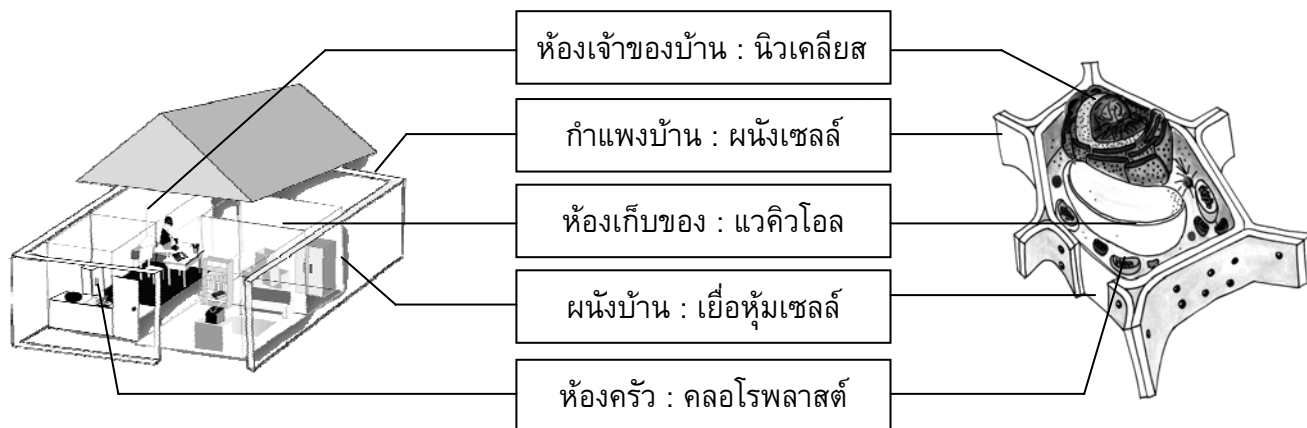 ห้องเจ้าของบ้าน : นิวเคลียส
กำแพงบ้าน : ผนังเซลล์
ห้องเก็บของ : แวคิวโอล
ผนังบ้าน : เยื่อหุ้มเซลล์
ห้องครัว : คลอโรพลาสต์